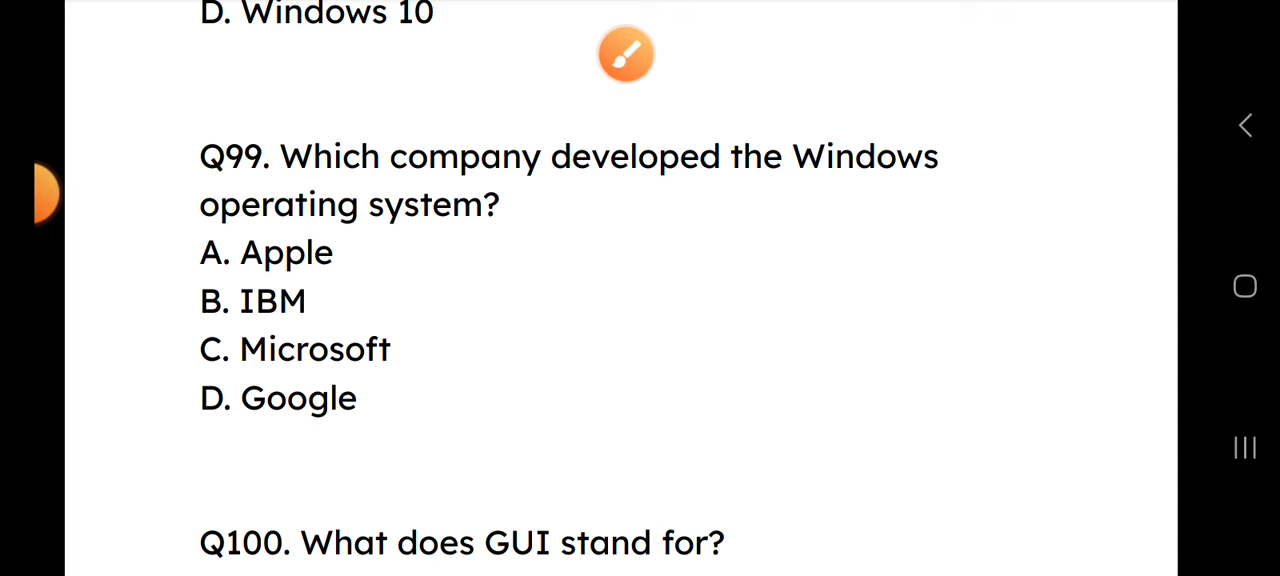 D. Windows 10
Q99. Which company developed the Windows
operating system?
A. Apple
B. IBM
C. Microsoft
D. Google
Q100. What does GUI stand for?